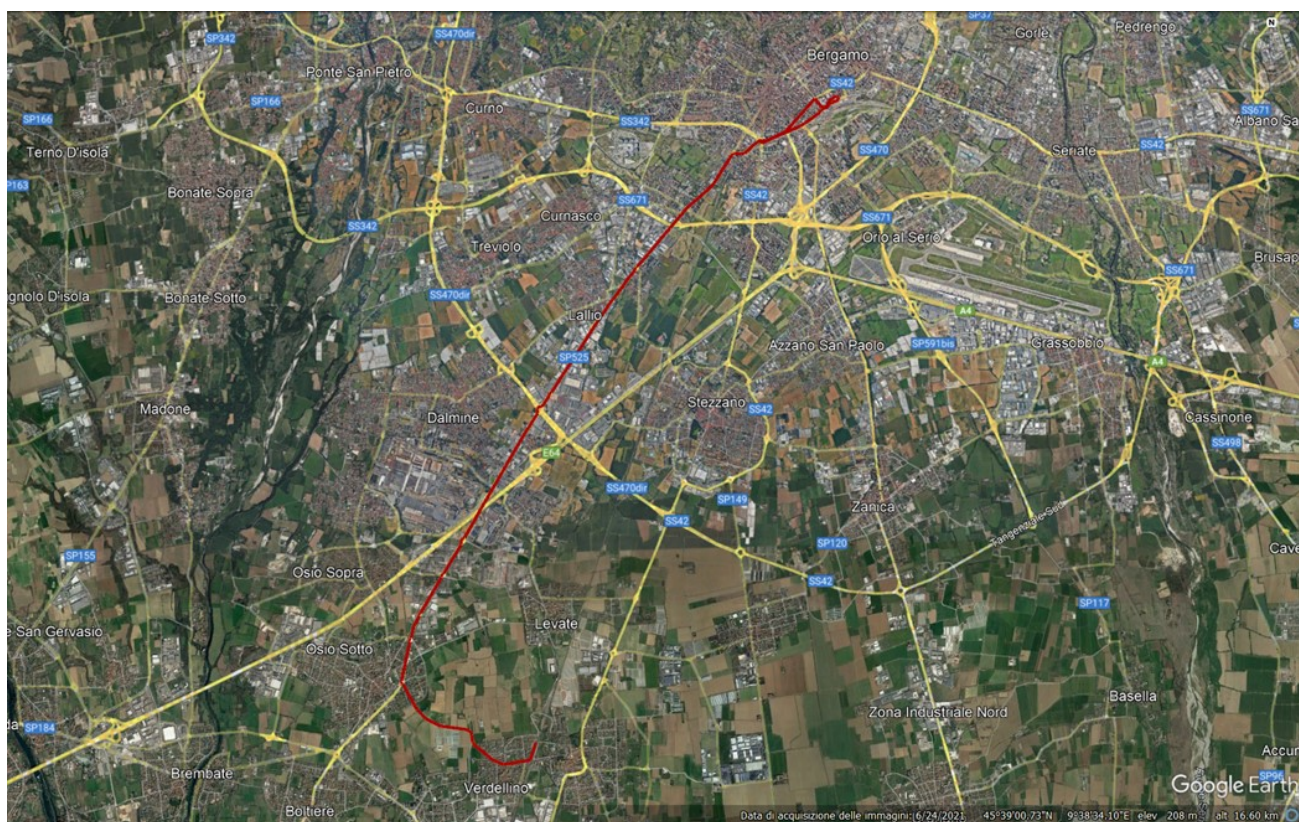 SP37
Gorle
Pedrengo
N
SP342
SS470dir
Bergamo
Ponte San Pietro
SS42
SS671
SP166
Curno
SP166
SS342
Albano Sa
Terno D'isola
SS470
Seriate
SS42
SP163
Bonate Sopra
SS42
SS671
Curnasco
SS671
SS342
Orio al Serio
Treviolo
Brusap
SS671
gnolo D'isola
Bonate Sotto
SS470dir
Lallio
A4
SP525
Azzano San Paolo
SP591bis
Grassobbio
A4
Madone
Dalmine
Stezzano
SS42
Cassinone
SS498
E64
SS470dir
SP149
Zanica
SS42
Tangenziale Sud
SP155
SP120
Cave
Osio Sopra
SS42
SP117
e San Gervasio
Levate
Osio Sotto
Basella
Zona Industriale Nord
SP184
Accur
Brembate
Verdellino
SP96
Boltiere
Google Earth
Data di acquisizione delle immagini: 6/24/2021 45°39'00.73"N 9°38'34.10"E elev 208 m alt 16.60 km